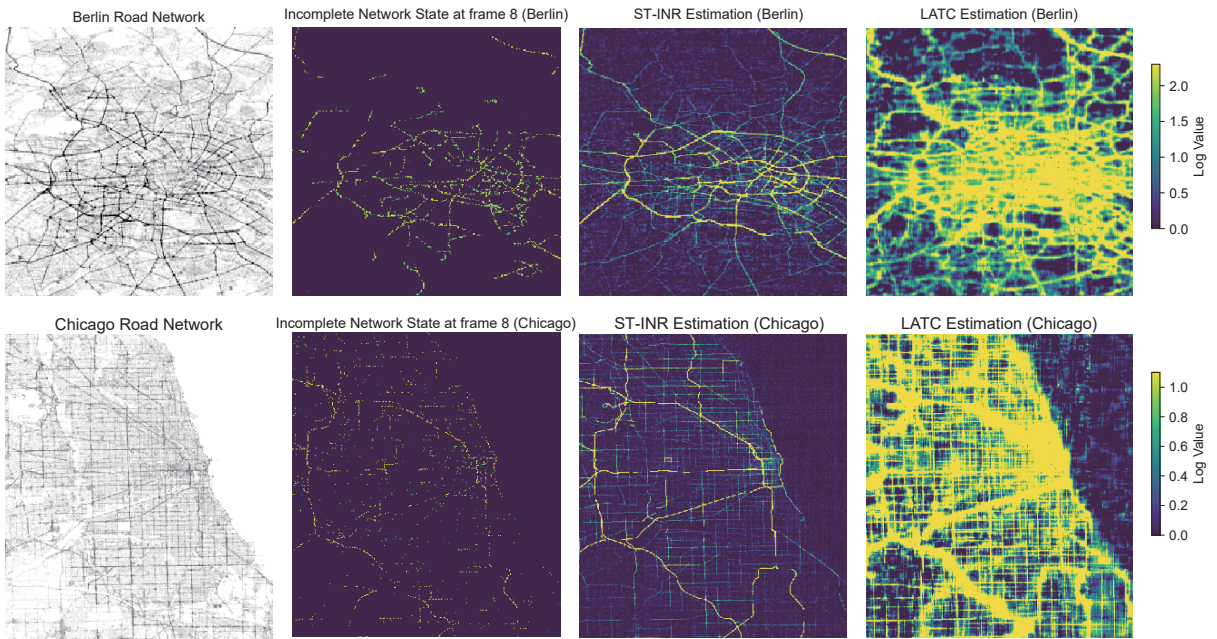 Berlin Road Network
Incomplete Network State at frame 8 (Berlin)
ST-INR Estimation (Berlin)
LATC Estimation (Berlin)
2.0
1.5
1.0
0.5
0.0
Log Value
Chicago Road Network
Incomplete Network State at frame 8 (Chicago)
ST-INR Estimation (Chicago)
LATC Estimation (Chicago)
1.0
0.8
0.6
0.4
0.2
0.0
Log Value